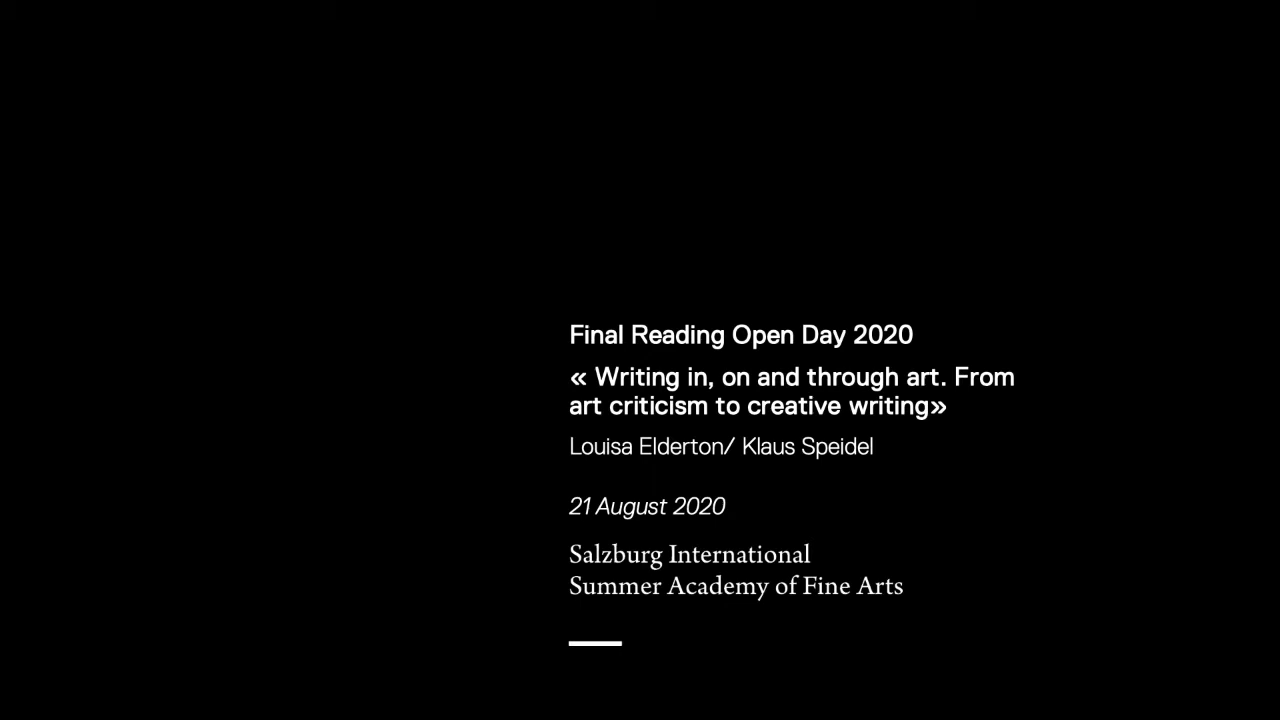 Final Reading Open Day 2020
« Writing in, on and through art. From
art criticism to creative writing»
Louisa Elderton/ Klaus Speidel
21 August 2020
Salzburg International
Summer Academy of Fine Arts